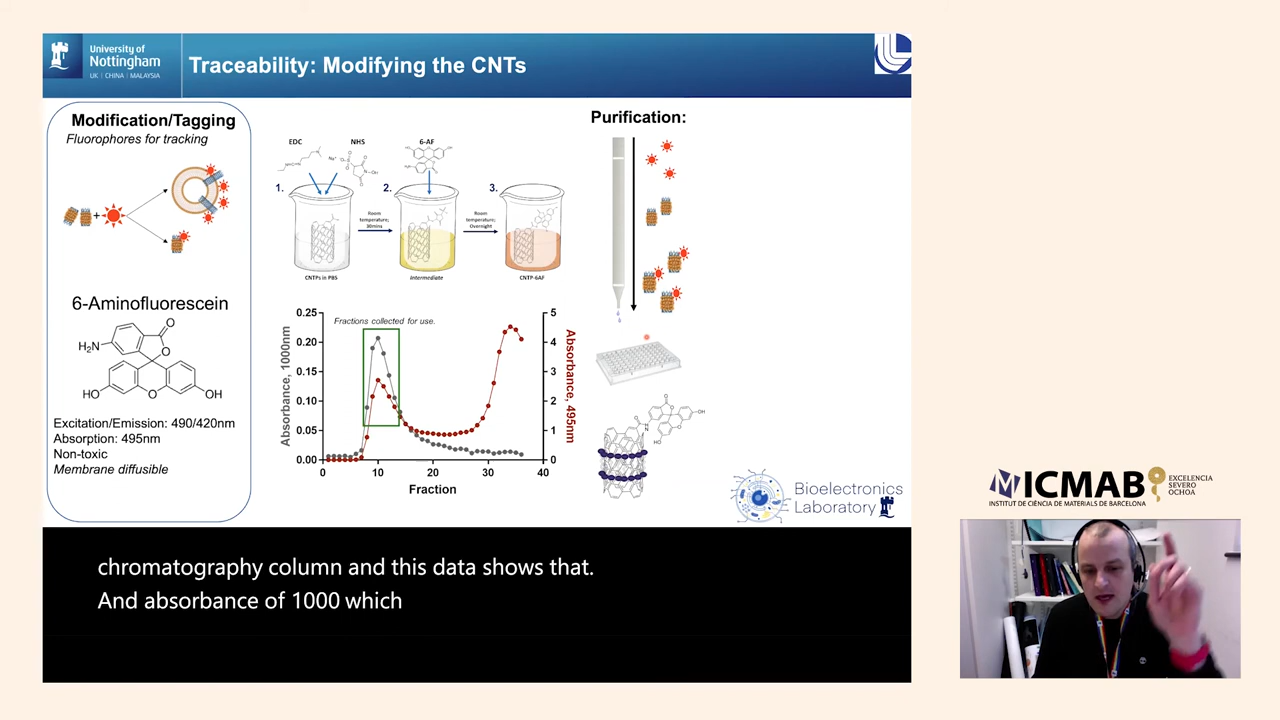 University of
Nottingham
UK | CHINA | MALAYSIA
Traceability: Modifying the CNTs
Modification/Tagging
Fluorophores for tracking
+
6-Aminofluorescein
O
H₂N
O
HO
O
OH
Excitation/Emission: 490/420nm
Absorption: 495nm
Non-toxic
Membrane diffusible
EDC
NHS
6-AF
1.
2.
3.
Room
temperature;
30mins
Room
temperature;
Overnight
CNTPs in PBS
Intermediate
CNTP-6AF
Fractions collected for use.
Absorbance, 1000nm
0.25
0.20
0.15
0.10
0.05
0.00
0
10
20
30
40
Fraction
5
4
3
2
1
0
Absorbance, 495nm
Purification:
Bioelectronics
Laboratory
chromatography column and this data shows that.
And absorbance of 1000 which
ICMAB
EXCELENCIA
SEVERO
OCHOA
INSTITUT DE CIÈNCIA DE MATERIALS DE BARCELONA